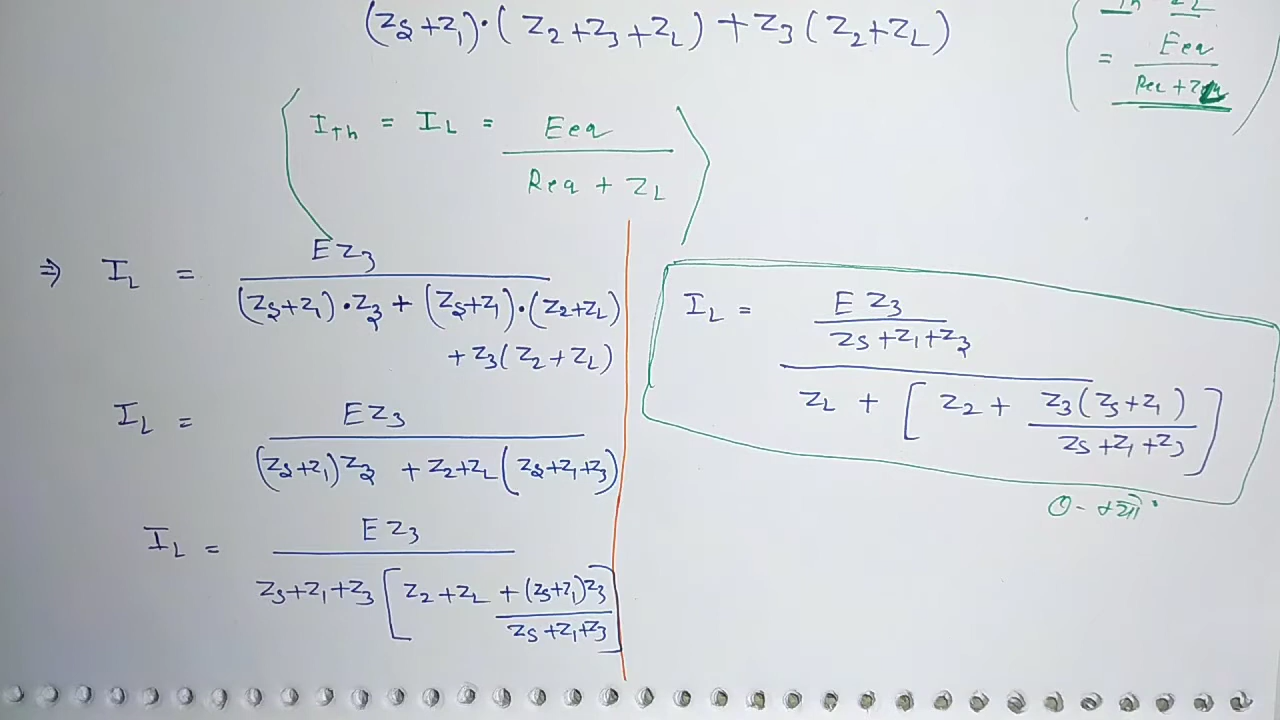 (Zs+Z₁)·(Z₂+Z₃+ZL)+Z₃(Z₂+ZL)
= Eeq
Req+ZL
ITh = IL = Eeq
Req + ZL
⇒ IL = EZ₃
(Zs+Z₁)·Z₃ + (Zs+Z₁)·(Z₂+ZL)
+ Z₃(Z₂+ZL)
IL = EZ₃
(Zs+Z₁)Z₃ + Z₂+ZL(Zs+Z₁+Z₃)
IL = EZ₃
Zs+Z₁+Z₃[Z₂+ZL + (Zs+Z₁)Z₃
Zs+Z₁+Z₃]
IL = E Z₃
Zs+Z₁+Z₃
ZL + [Z₂ + Z₃(Zs+Z₁)
Zs+Z₁+Z₃]